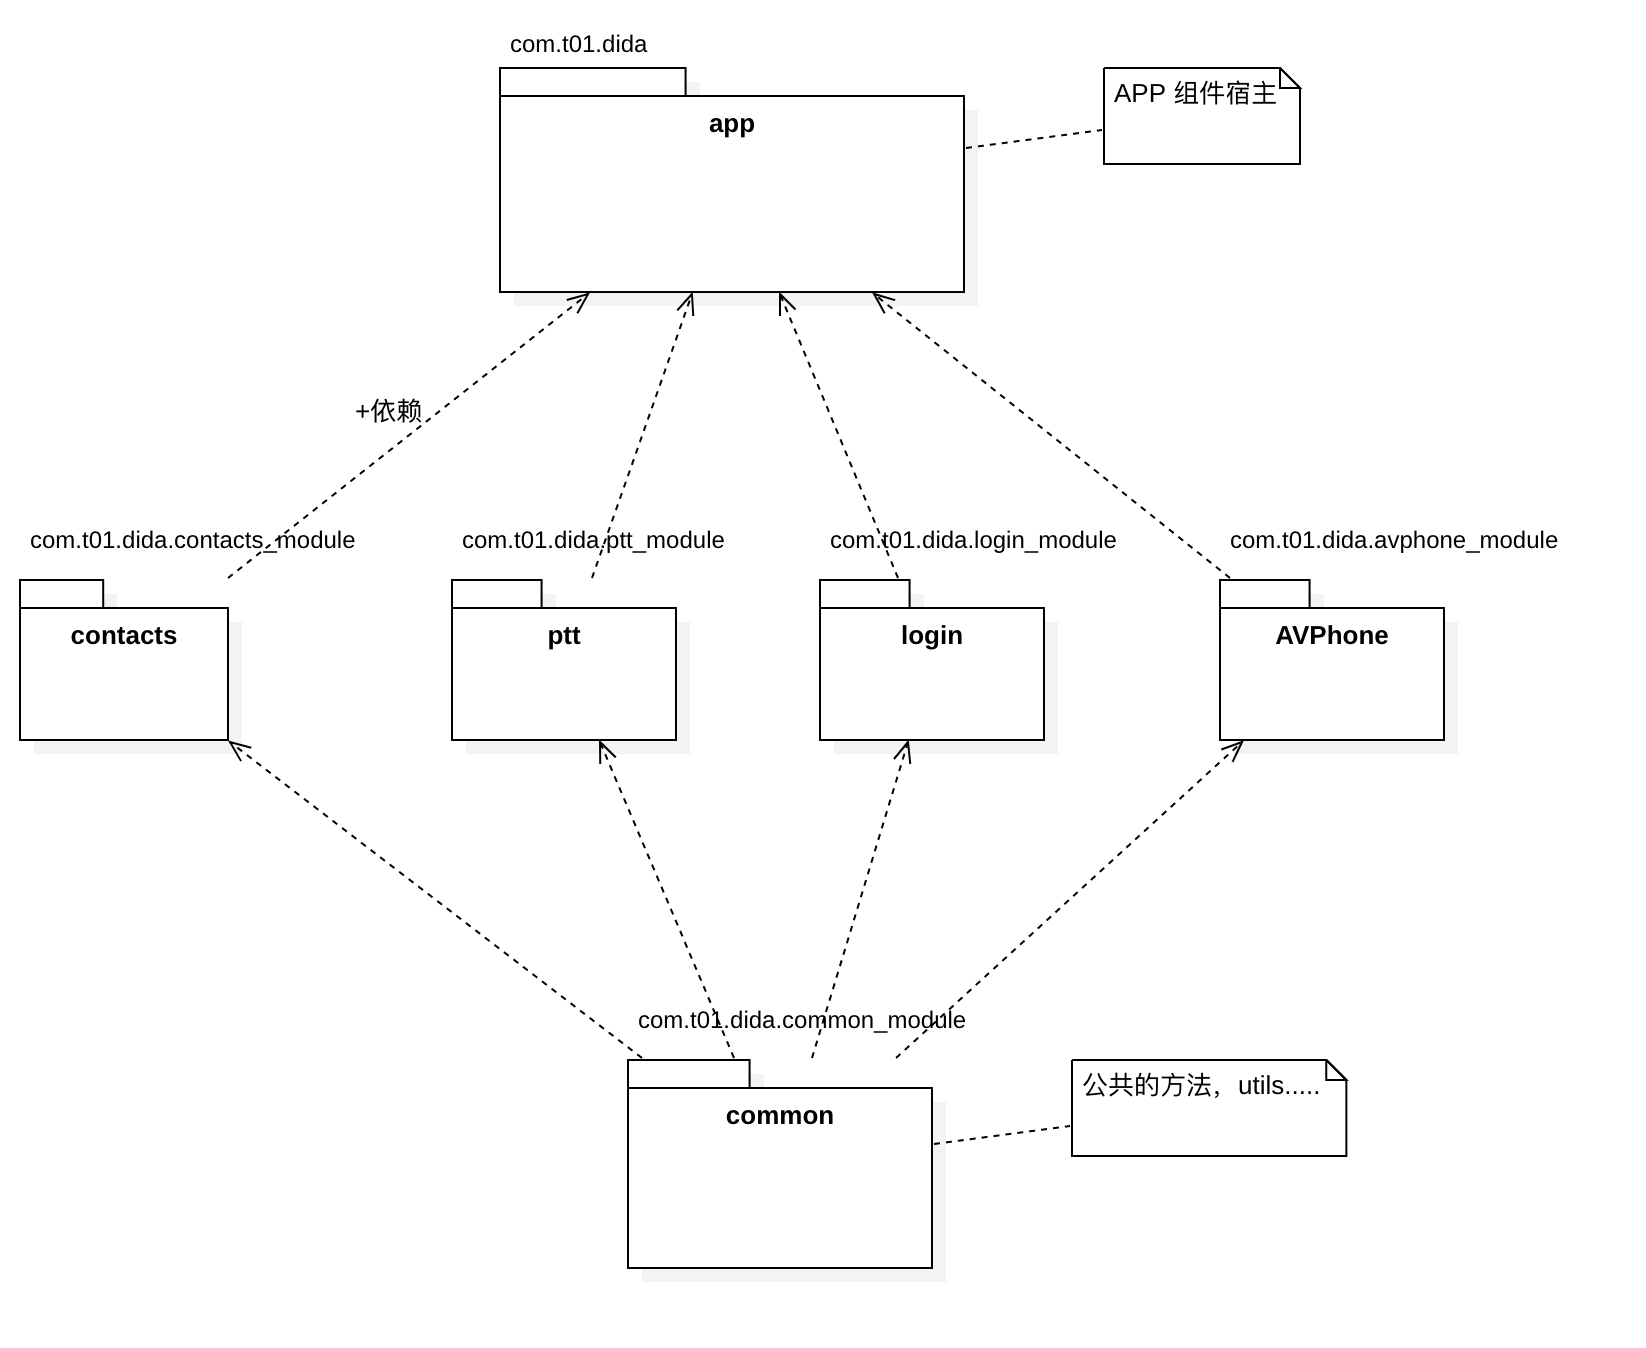 com.t01.dida
app
APP 组件宿主
+依赖
com.t01.dida.contacts_module
com.t01.dida.ptt_module
com.t01.dida.login_module
com.t01.dida.avphone_module
contacts
ptt
login
AVPhone
com.t01.dida.common_module
common
公共的方法，utils.....